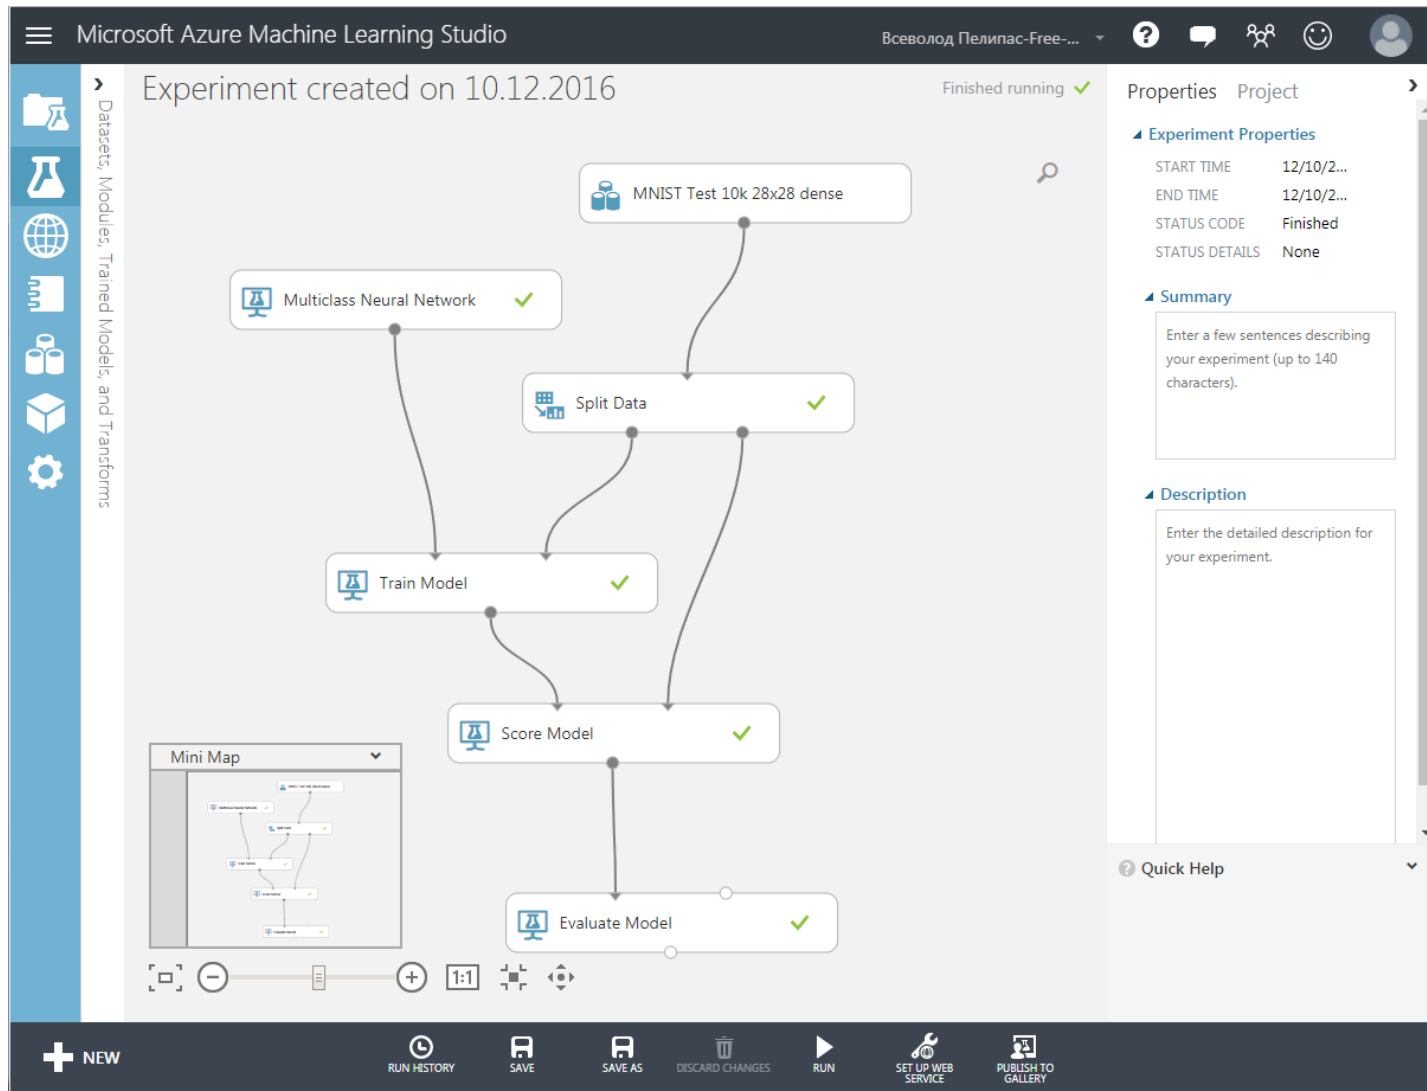 Microsoft Azure Machine Learning Studio
Всеволод Пелипас-Free-...
?
Experiment created on 10.12.2016
Finished running
Datasets, Modules, Trained Models, and Transforms
MNIST Test 10k 28x28 dense
Multiclass Neural Network
Split Data
Train Model
Score Model
Evaluate Model
Mini Map
1:1
Properties
Project
Experiment Properties
START TIME 12/10/2...
END TIME 12/10/2...
STATUS CODE Finished
STATUS DETAILS None
Summary
Enter a few sentences describing
your experiment (up to 140
characters).
Description
Enter the detailed description for
your experiment.
? Quick Help
NEW
RUN HISTORY
SAVE
SAVE AS
DISCARD CHANGES
RUN
SET UP WEB
SERVICE
PUBLISH TO
GALLERY